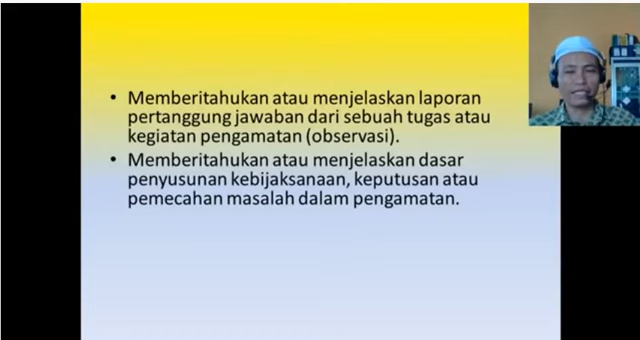 • Memberitahukan atau menjelaskan laporan
pertanggung jawaban dari sebuah tugas atau
kegiatan pengamatan (observasi).
• Memberitahukan atau menjelaskan dasar
penyusunan kebijaksanaan, keputusan atau
pemecahan masalah dalam pengamatan.